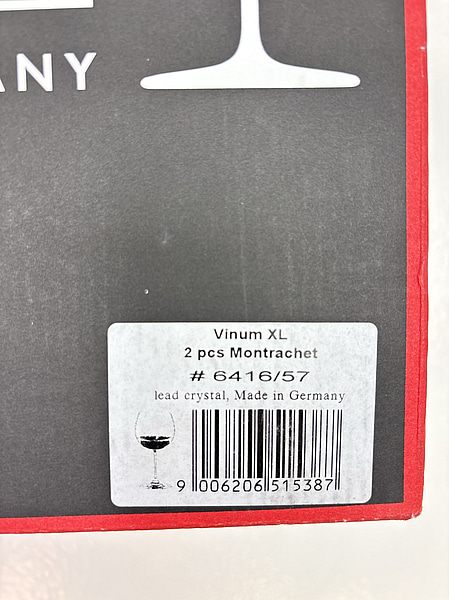 ANY
Vinum XL
2 pcs Montrachet
# 6416/57
lead crystal, Made in Germany
9 006206 515387